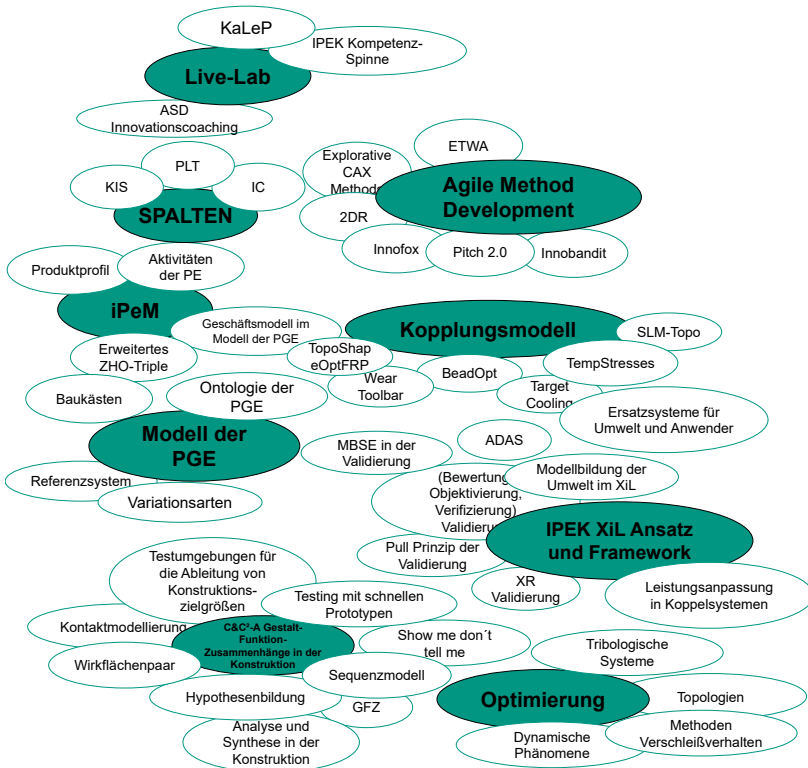 KaLeP
IPEK Kompetenz-
Spinne
Live-Lab
ASD
Innovationscoaching
PLT
KIS
IC
SPALTEN
ETWA
Explorative
CAX
Agile Method
Development
2DR
Innofox
Pitch 2.0
Innobandit
Produktprofil
Aktivitäten
der PE
iPeM
Geschäftsmodell im
Modell der PGE
Erweitertes
ZHO-Triple
Kopplungsmodell
SLM-Topo
TopoShap
eOptFRP
Wear
Toolbar
BeadOpt
TempStresses
Target
Cooling
Ersatzsysteme für
Umwelt und Anwender
Baukästen
Ontologie der
PGE
Modell der
PGE
Referenzsystem
Variationsarten
MBSE in der
Validierung
ADAS
(Bewertung
Objektivierung,
Verifizierung)
Modellbildung der
Umwelt im XiL
IPEK XiL Ansatz
und Framework
Pull Prinzip der
Validierung
XR
Validierung
Leistungsanpassung
in Koppelsystemen
Testumgebungen für
die Ableitung von
Konstruktions-
zielgrößen
Testing mit schnellen
Prototypen
Kontaktmodellierung
C&C²-A Gestalt-
Funktion-
Zusammenhänge in der
Konstruktion
Show me don´t
tell me
Wirkflächenpaar
Sequenzmodell
Hypothesenbildung
GFZ
Analyse und
Synthese in der
Konstruktion
Tribologische
Systeme
Optimierung
Topologien
Methoden
Verschleißverhalten
Dynamische
Phänomene